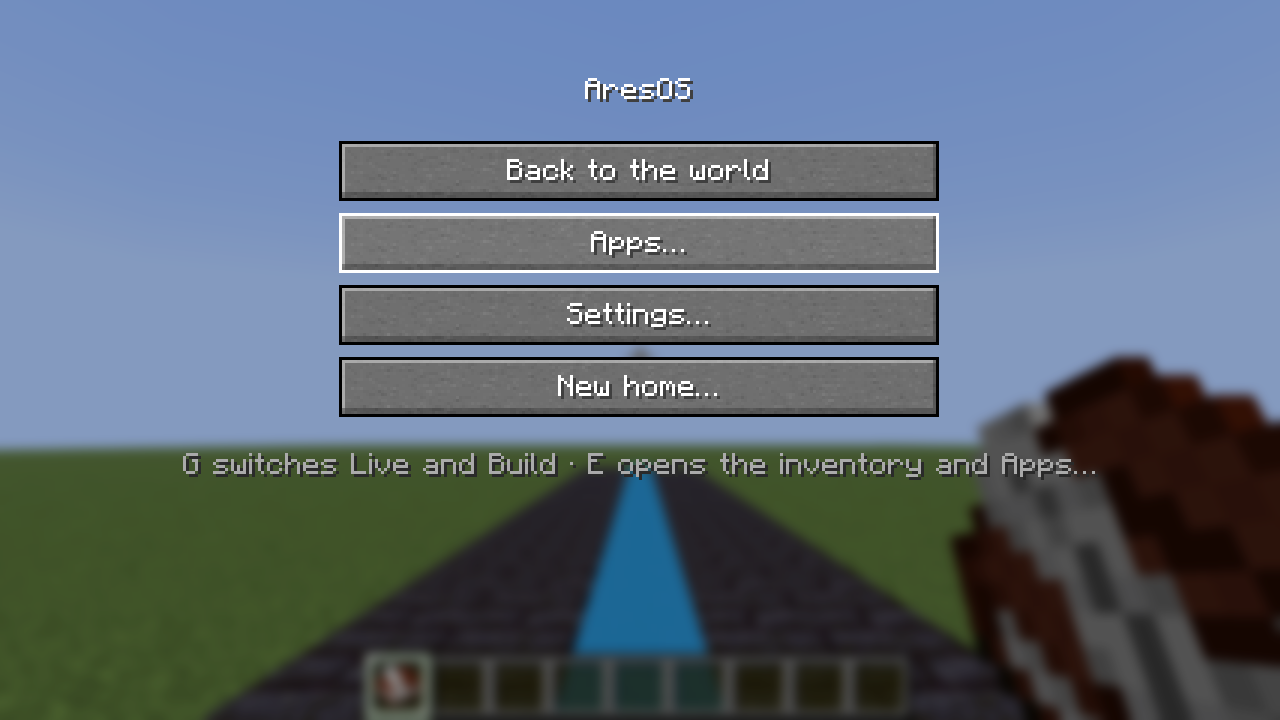 AresOS
Back to the world
Apps...
Settings...
New home...
G switches Live and Build · E opens the inventory and Apps...